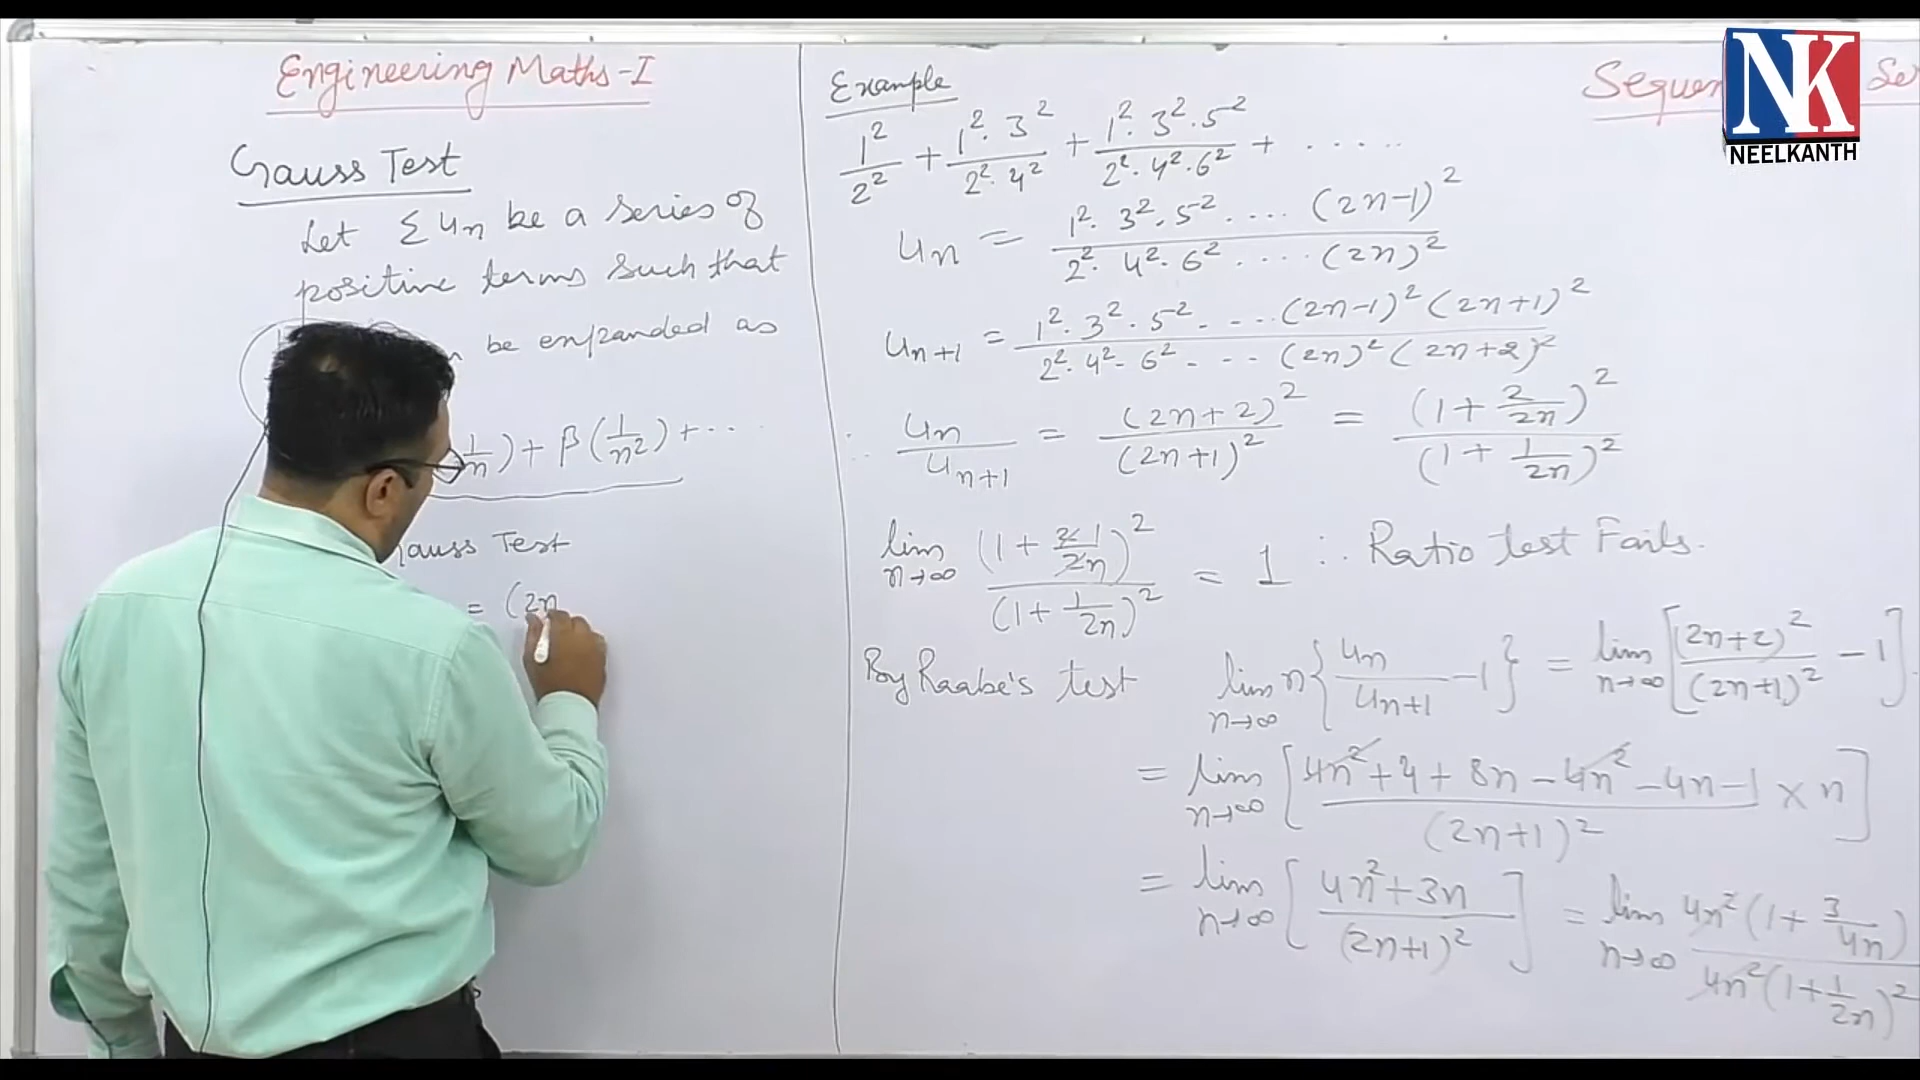 Engineering Maths-I
Gauss Test
Let Σ un be a series of
positive terms such that
be expanded as
1/n) + β(1/n²) + ...
Gauss Test
= (2n
Example
1²/2² + 1²·3²/2²·4² + 1²·3²·5²/2²·4²·6² + .....
un = 1²·3²·5²....(2n-1)²/2²·4²·6²....(2n)²
un+1 = 1²·3²·5²....(2n-1)²(2n+1)²/2²·4²·6²...(2n)²(2n+2)²
∴ un/un+1 = (2n+2)²/(2n+1)² = (1+2/2n)²/(1+1/2n)²
lim n→∞ (1+2 1/2n)²/(1+1/2n)² = 1 ∴ Ratio test Fails.
By Raabe's test lim n→∞ n{un/un+1 - 1} = lim n→∞ [(2n+2)²/(2n+1)² - 1]
= lim n→∞ [4n²+4+8n-4n²-4n-1/(2n+1)² × n]
= lim n→∞ [4n²+3n/(2n+1)²] = lim n→∞ 4n²(1+3/4n)/4n²(1+1/2n)²
NK
NEELKANTH